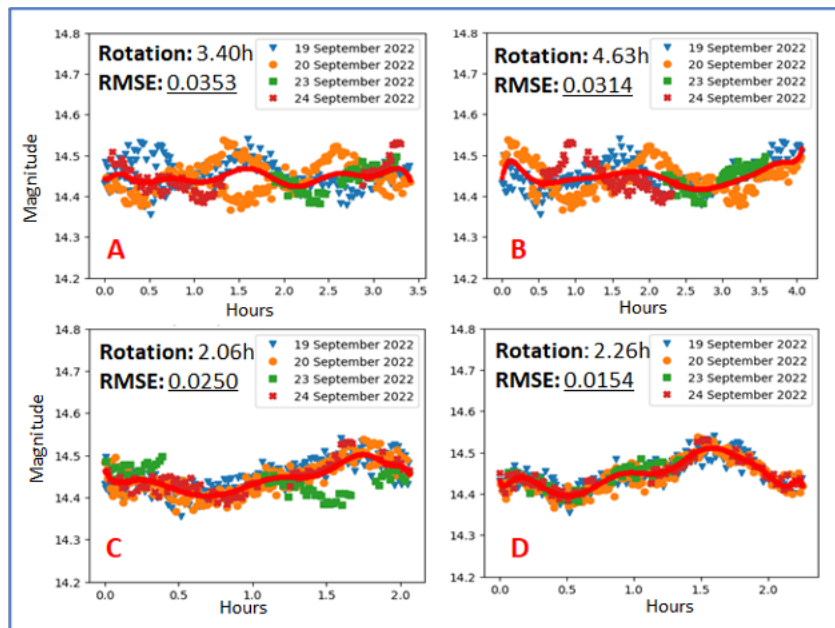 14.8
14.7
14.6
14.5
14.4
14.3
14.2
Magnitude
Rotation: 3.40h
RMSE: 0.0353
19 September 2022
20 September 2022
23 September 2022
24 September 2022
A
0.0 0.5 1.0 1.5 2.0 2.5 3.0 3.5
Hours
14.8
14.7
14.6
14.5
14.4
14.3
14.2
Rotation: 4.63h
RMSE: 0.0314
19 September 2022
20 September 2022
23 September 2022
24 September 2022
B
0.0 0.5 1.0 1.5 2.0 2.5 3.0 3.5 4.0
Hours
14.8
14.7
14.6
14.5
14.4
14.3
14.2
Magnitude
Rotation: 2.06h
RMSE: 0.0250
19 September 2022
20 September 2022
23 September 2022
24 September 2022
C
0.0 0.5 1.0 1.5 2.0
Hours
14.8
14.7
14.6
14.5
14.4
14.3
14.2
Rotation: 2.26h
RMSE: 0.0154
19 September 2022
20 September 2022
23 September 2022
24 September 2022
D
0.0 0.5 1.0 1.5 2.0
Hours